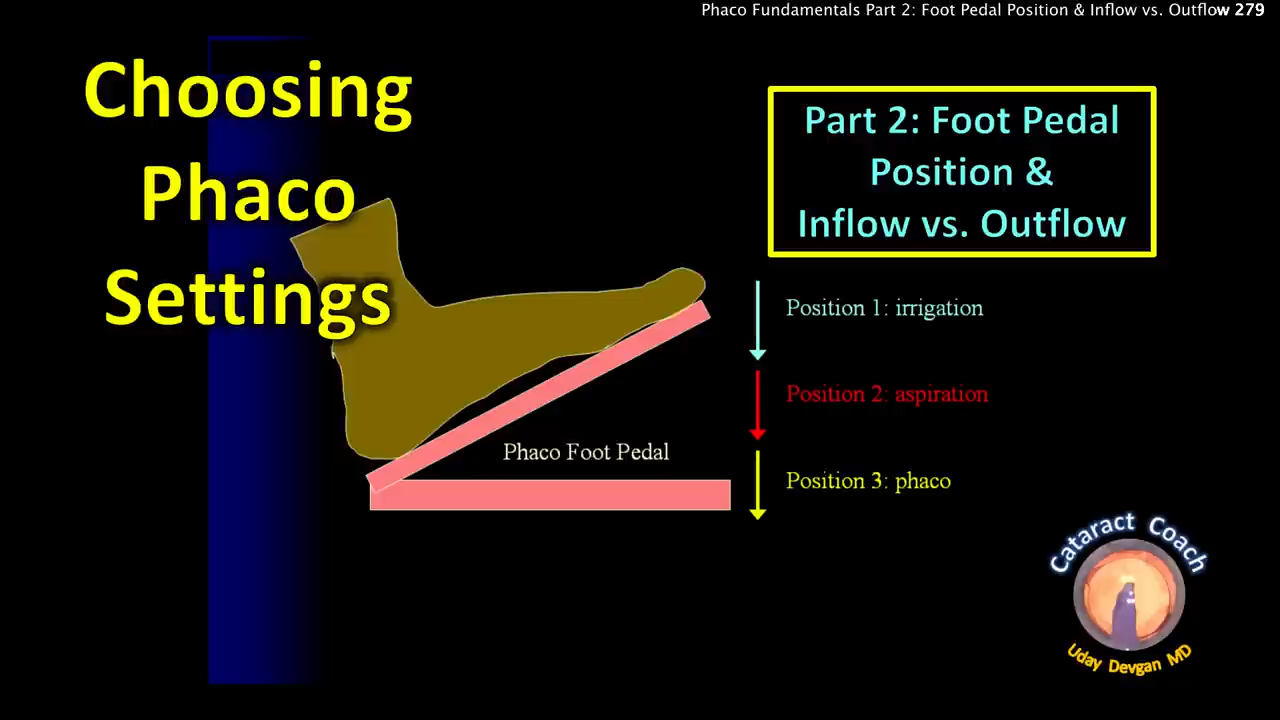 Phaco Fundamentals Part 2: Foot Pedal Position & Inflow vs. Outflow 279
Choosing
Phaco
Settings
Part 2: Foot Pedal
Position &
Inflow vs. Outflow
Position 1: irrigation
Position 2: aspiration
Phaco Foot Pedal
Position 3: phaco
Cataract Coach
Uday Devgan MD